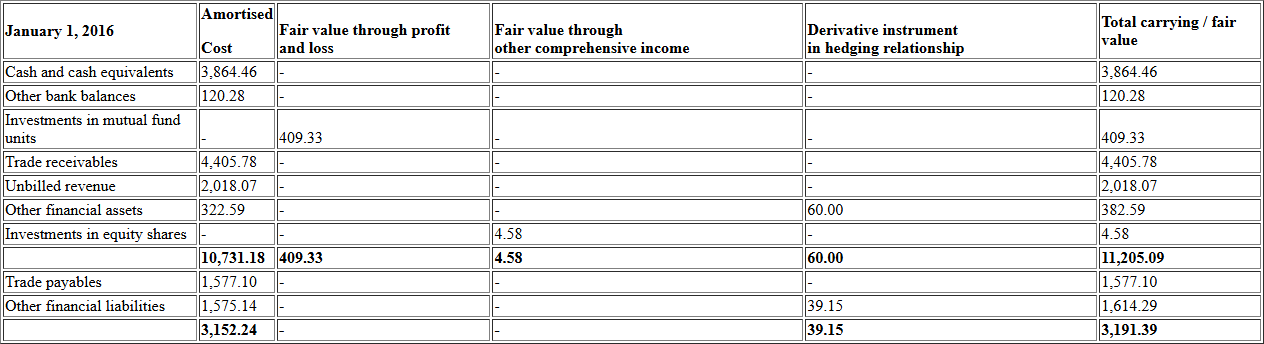 January 1, 2016 Amortised Cost Fair value through profit and loss Fair value through other comprehensive income Derivative instrument in hedging relationship Total carrying / fair value
Cash and cash equivalents 3,864.46 - - - 3,864.46
Other bank balances 120.28 - - - 120.28
Investments in mutual fund units - 409.33 - - 409.33
Trade receivables 4,405.78 - - - 4,405.78
Unbilled revenue 2,018.07 - - - 2,018.07
Other financial assets 322.59 - - 60.00 382.59
Investments in equity shares - - 4.58 - 4.58
10,731.18 409.33 4.58 60.00 11,205.09
Trade payables 1,577.10 - - - 1,577.10
Other financial liabilities 1,575.14 - - 39.15 1,614.29
3,152.24 - - 39.15 3,191.39